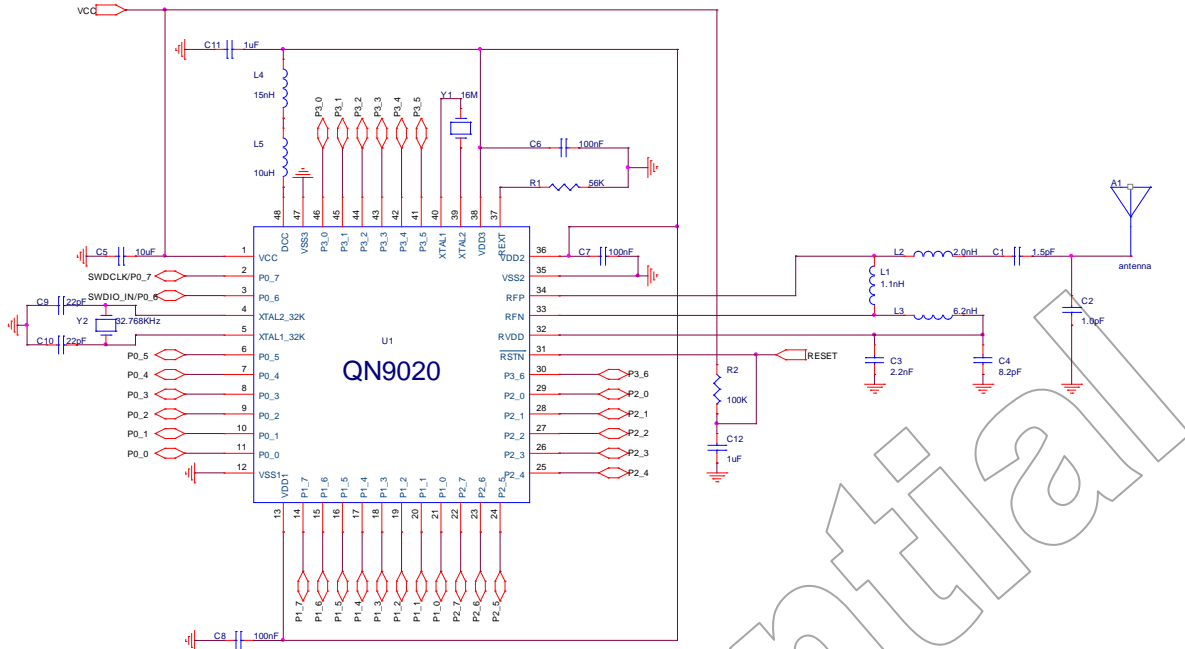 VCC
C11 1uF
L4
15nH
L5
10uH
P3_0
P3_1
P3_2
P3_3
P3_4
P3_5
Y1 16M
C6 100nF
R1 56K
48 47 46 45 44 43 42 41 40 39 38 37
DCC
VSS3
P3_0
P3_1
P3_2
P3_3
P3_4
P3_5
XTAL1
XTAL2
VDD3
REXT
C5 10uF
SWDCLK/P0_7
SWDIO_IN/P0_6
C9 22pF
Y2 32.768KHz
C10 22pF
P0_5
P0_4
P0_3
P0_2
P0_1
P0_0
1 VCC
2 P0_7
3 P0_6
4 XTAL2_32K
5 XTAL1_32K
6 P0_5
7 P0_4
8 P0_3
9 P0_2
10 P0_1
11 P0_0
12 VSS1
U1
QN9020
VDD2 36
VSS2 35
RFP 34
RFN 33
RVDD 32
RSTN 31
P3_6 30
P2_0 29
P2_1 28
P2_2 27
P2_3 26
P2_4 25
C7 100nF
P3_6
P2_0
P2_1
P2_2
P2_3
P2_4
RESET
R2
100K
C12
1uF
L2 2.0nH
L1
1.1nH
L3 6.2nH
C1 1.5pF
A1
antenna
C2
1.0pF
C3
2.2nF
C4
8.2pF
VDD1
P1_7
P1_6
P1_5
P1_4
P1_3
P1_2
P1_1
P1_0
P2_7
P2_6
P2_5
13 14 15 16 17 18 19 20 21 22 23 24
P1_7
P1_6
P1_5
P1_4
P1_3
P1_2
P1_1
P1_0
P2_7
P2_6
P2_5
C8 100nF
ntial